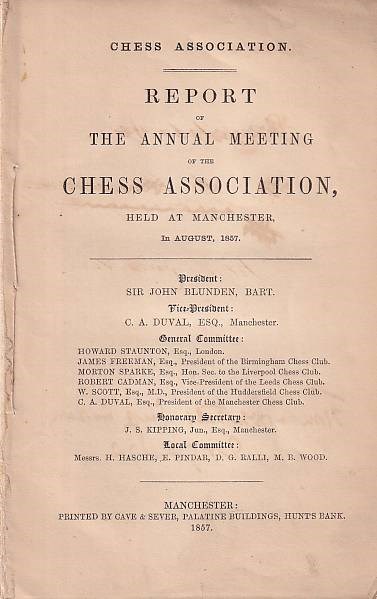 CHESS ASSOCIATION.
REPORT
OF
THE ANNUAL MEETING
OF THE
CHESS ASSOCIATION,
HELD AT MANCHESTER,
In AUGUST, 1857.
President:
SIR JOHN BLUNDEN, BART.
Vice-President:
C. A. DUVAL, ESQ., Manchester.
General Committee:
HOWARD STAUNTON, Esq., London.
JAMES FREEMAN, Esq., President of the Birmingham Chess Club.
MORTON SPARKE, Esq., Hon. Sec. to the Liverpool Chess Club.
ROBERT CADMAN, Esq., Vice-President of the Leeds Chess Club.
W. SCOTT, Esq., M.D., President of the Huddersfield Chess Club.
C. A. DUVAL, Esq., President of the Manchester Chess Club.
Honorary Secretary:
J. S. KIPPING, Jun., Esq., Manchester.
Local Committee:
Messrs. H. HASCHE, E. PINDAR, D. G. RALLI, M. B. WOOD.
MANCHESTER:
PRINTED BY CAVE & SEVER, PALATINE BUILDINGS, HUNT'S BANK.
1857.